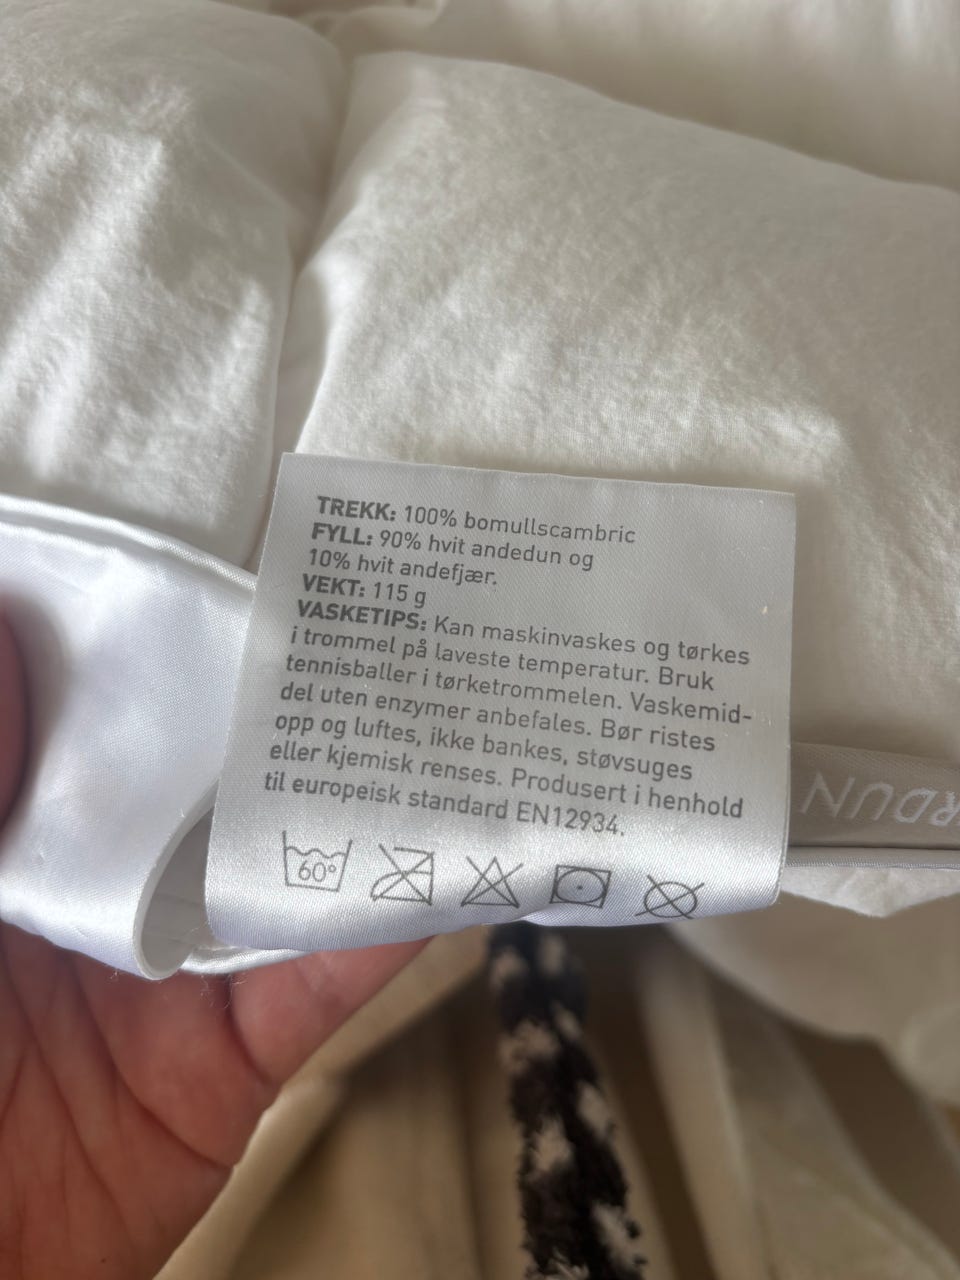 TREKK: 100% bomullscambric
FYLL: 90% hvit andedun og
10% hvit andefjær.
VEKT: 115 g
VASKETIPS: Kan maskinvaskes og tørkes
i trommel på laveste temperatur. Bruk
tennisballer i tørketrommelen. Vaskemid-
del uten enzymer anbefales. Bør ristes
opp og luftes, ikke bankes, støvsuges
eller kjemisk renses. Produsert i henhold
til europeisk standard EN12934.
60°
RDUN